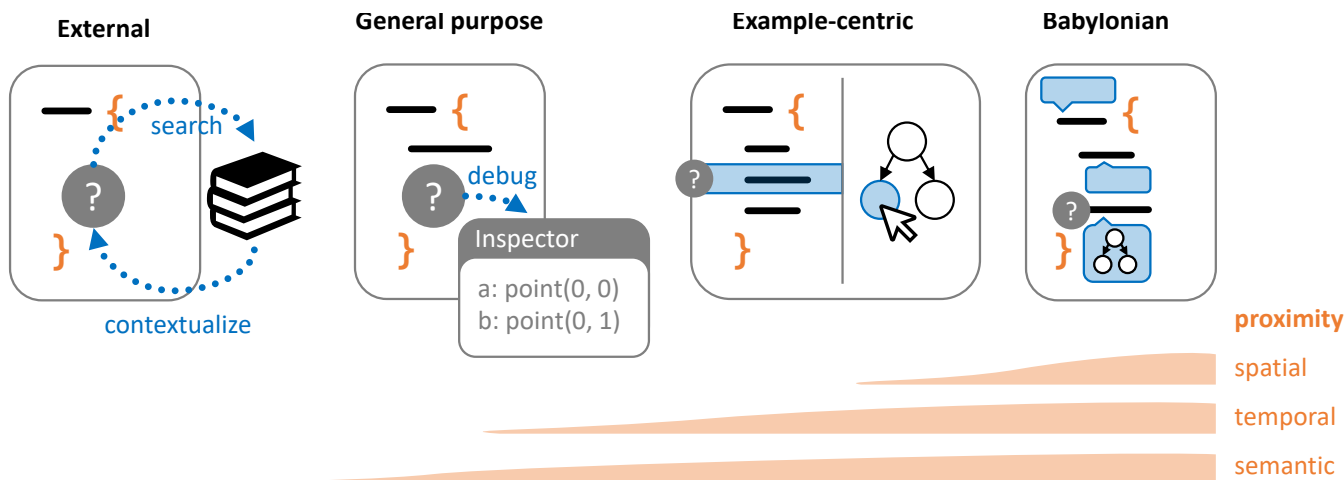 External
General purpose
Example-centric
Babylonian
{
search
?
}
contextualize
{
?
debug
}
Inspector
a: point(0, 0)
b: point(0, 1)
{
?
}
{
?
}
proximity
spatial
temporal
semantic